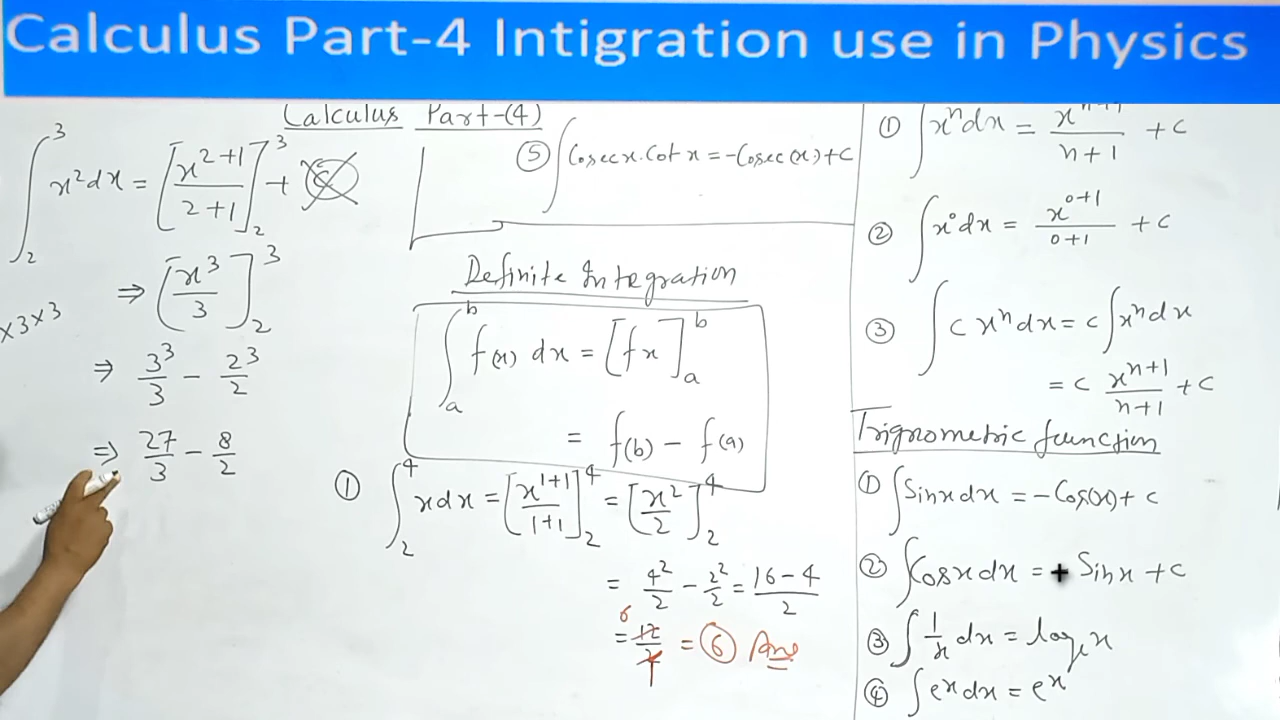 Calculus Part-4 Intigration use in Physics
Calculus Part-(4)
∫₂³ x²dx = [x²⁺¹/2+1]₂³ + C
⇒ [x³/3]₂³
x3x3
⇒ 3³/3 - 2³/2
⇒ 27/3 - 8/2
⑤ ∫Cosecx.Cotx = -Cosec(x)+c
Definite Integration
∫ₐᵇ f(x) dx = [fx]ₐᵇ
= f(b) - f(a)
① ∫₂⁴ xdx = [x¹⁺¹/1+1]₂⁴ = [x²/2]₂⁴
= 4²/2 - 2²/2 = 16-4/2
= 12/2 = 6 Ans
① ∫xⁿdx = xⁿ⁺¹/n+1 + c
② ∫x⁰dx = x⁰⁺¹/0+1 + c
③ ∫C xⁿdx = c∫xⁿdx
= c xⁿ⁺¹/n+1 + c
Trignometric function
① ∫Sinxdx = -Cos(x)+c
② ∫Cosxdx = + Sinx + c
③ ∫1/x dx = logₑx
④ ∫eˣdx = eˣ